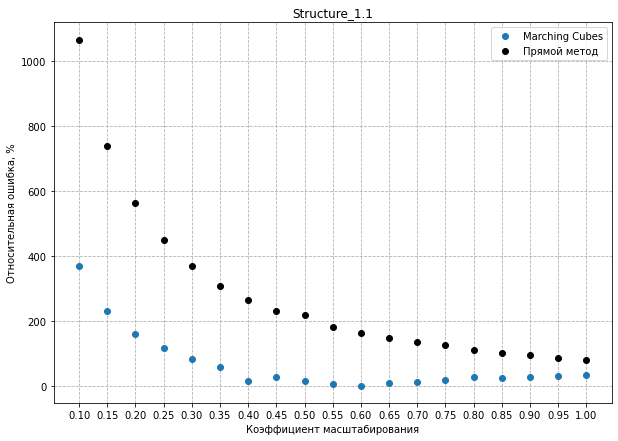 Structure_1.1
Marching Cubes
Прямой метод
Относительная ошибка, %
1000
800
600
400
200
0
0.10 0.15 0.20 0.25 0.30 0.35 0.40 0.45 0.50 0.55 0.60 0.65 0.70 0.75 0.80 0.85 0.90 0.95 1.00
Коэффициент масштабирования